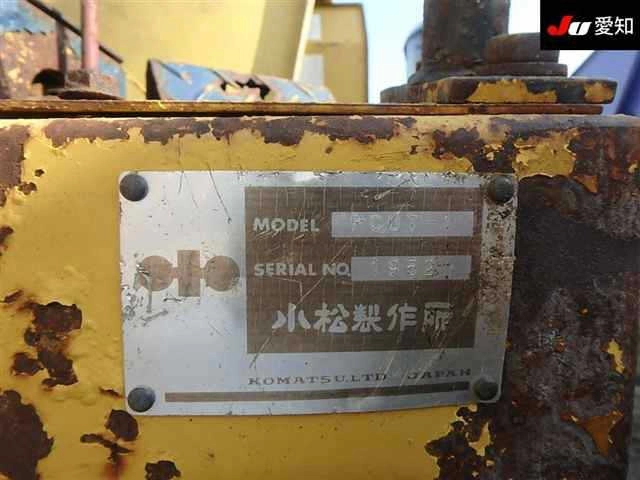 JU 愛知
MODEL
SERIAL NO.
小松製作所
KOMATSU.LTD JAPAN